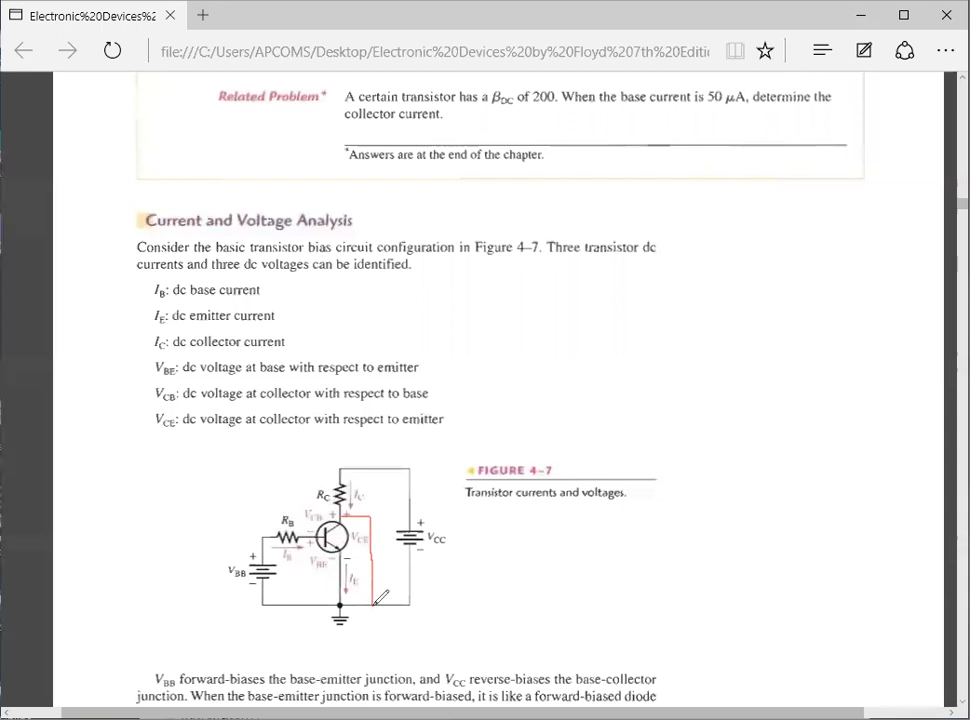 Electronic%20Devices%2
file:///C:/Users/APCOMS/Desktop/Electronic%20Devices%20by%20Floyd%207th%20Editi
Related Problem* A certain transistor has a βDC of 200. When the base current is 50 μA, determine the
collector current.
*Answers are at the end of the chapter.
Current and Voltage Analysis
Consider the basic transistor bias circuit configuration in Figure 4–7. Three transistor dc
currents and three dc voltages can be identified.
IB: dc base current
IE: dc emitter current
IC: dc collector current
VBE: dc voltage at base with respect to emitter
VCB: dc voltage at collector with respect to base
VCE: dc voltage at collector with respect to emitter
FIGURE 4–7
Transistor currents and voltages.
RC
IC
VCB
+
+
RB
–
+
VCE
+
VCC
–
IB
VBE
–
–
+
VBB
–
IE
VBB forward-biases the base-emitter junction, and VCC reverse-biases the base-collector
junction. When the base-emitter junction is forward-biased, it is like a forward-biased diode